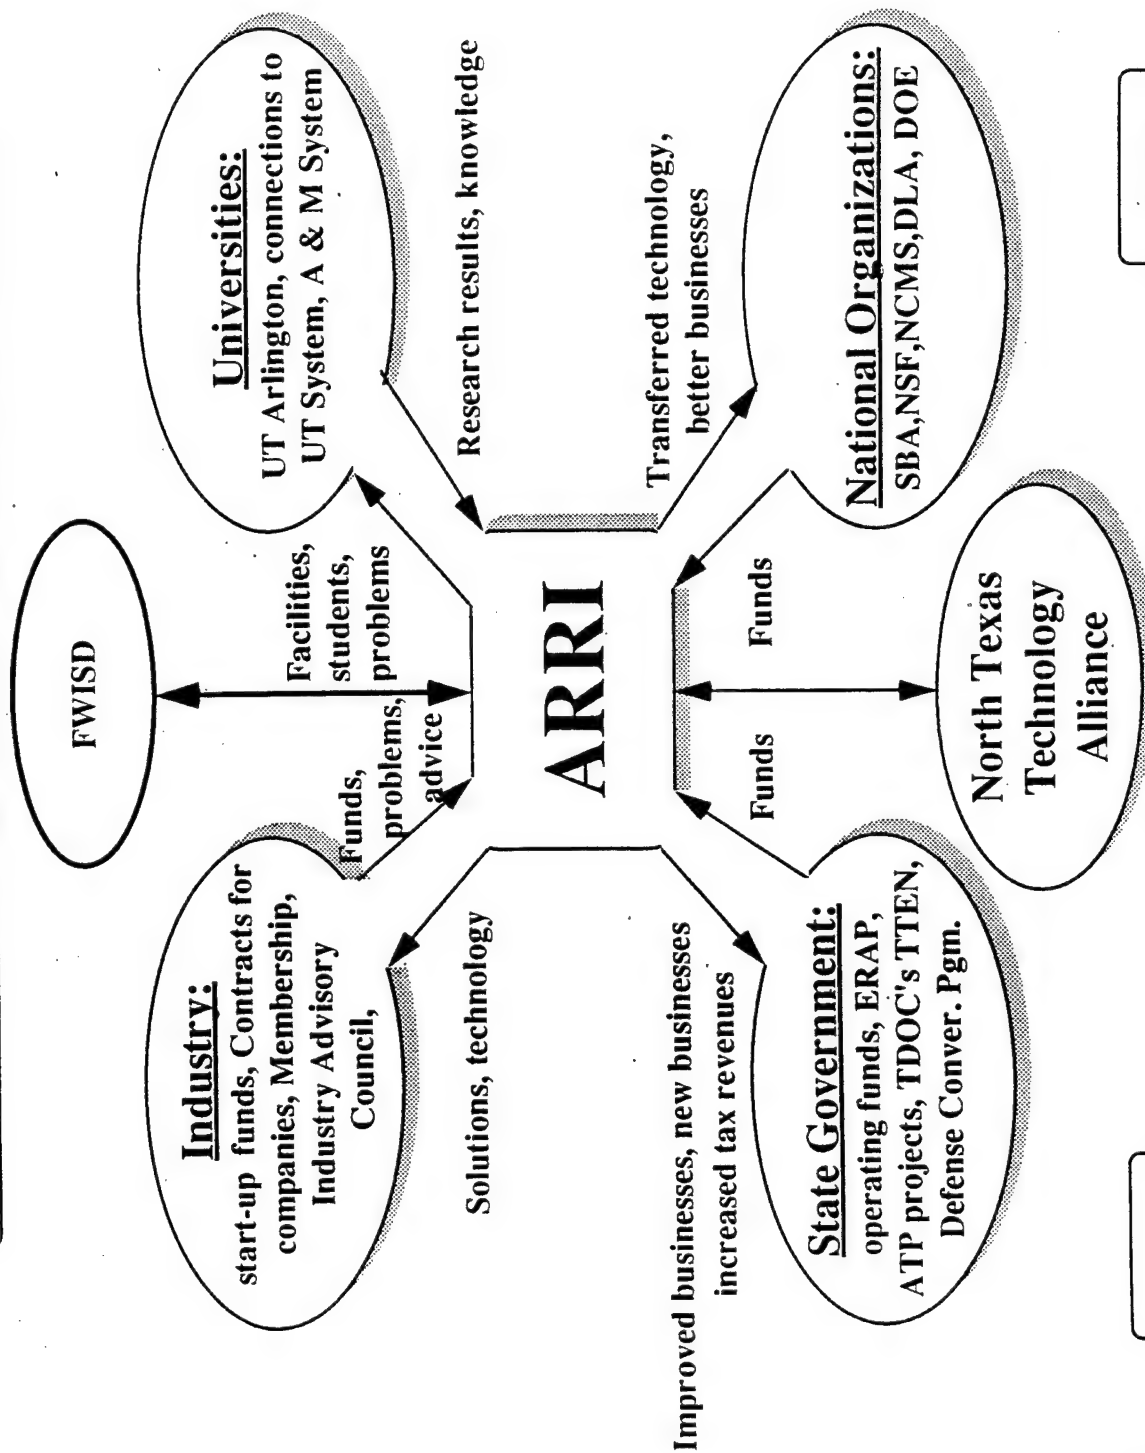 FWISD
Industry:
start-up funds, Contracts for
companies, Membership,
Industry Advisory
Council,
Funds,
problems,
advice
Facilities,
students,
problems
Universities:
UT Arlington, connections to
UT System, A & M System
Solutions, technology
ARRI
Research results, knowledge
Improved businesses, new businesses
increased tax revenues
Funds
Funds
Transferred technology,
better businesses
State Government:
operating funds, ERAP,
ATP projects, TDOC's TTEN,
Defense Conver. Pgm.
North Texas
Technology
Alliance
National Organizations:
SBA,NSF,NCMS,DLA, DOE